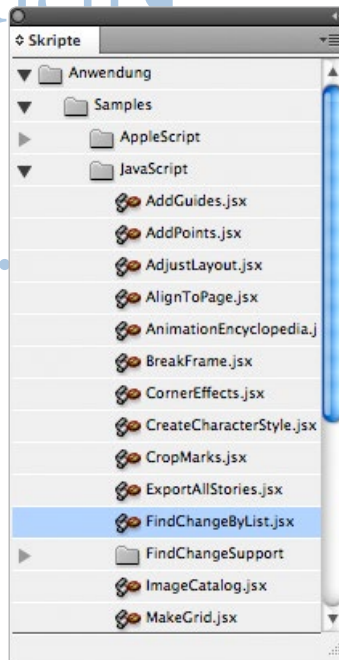 Skripte
Anwendung
Samples
AppleScript
JavaScript
AddGuides.jsx
AddPoints.jsx
AdjustLayout.jsx
AlignToPage.jsx
AnimationEncyclopedia.j
BreakFrame.jsx
CornerEffects.jsx
CreateCharacterStyle.jsx
CropMarks.jsx
ExportAllStories.jsx
FindChangeByList.jsx
FindChangeSupport
ImageCatalog.jsx
MakeGrid.jsx